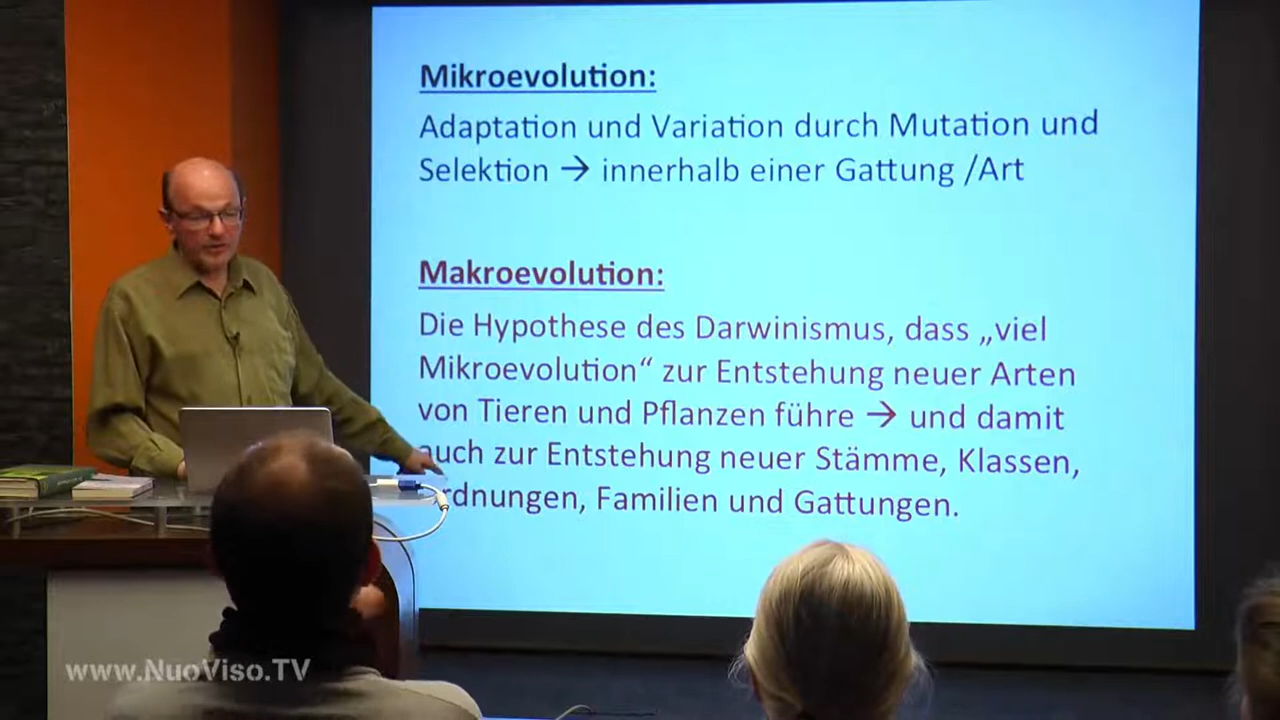 Mikroevolution:
Adaptation und Variation durch Mutation und
Selektion → innerhalb einer Gattung /Art
Makroevolution:
Die Hypothese des Darwinismus, dass „viel
Mikroevolution“ zur Entstehung neuer Arten
von Tieren und Pflanzen führe → und damit
auch zur Entstehung neuer Stämme, Klassen,
Ordnungen, Familien und Gattungen.
www.NuoViso.TV